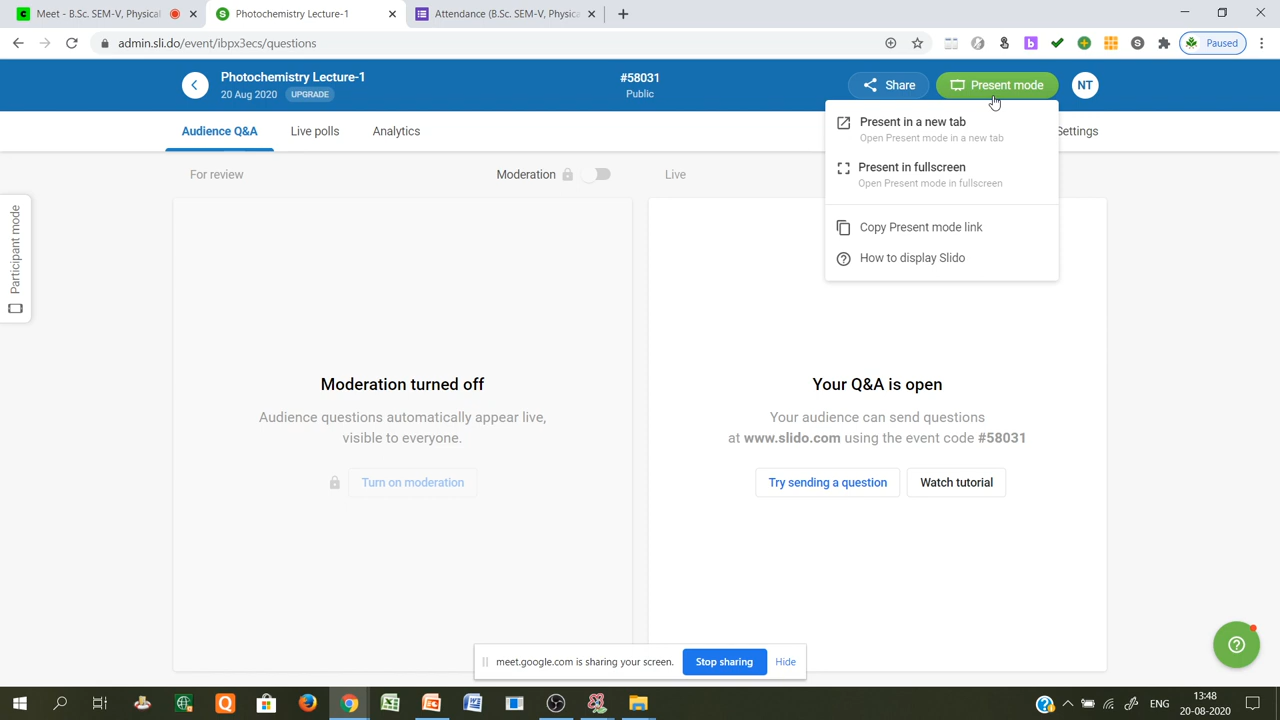 Meet - B.Sc. SEM-V, Physical
Photochemistry Lecture-1
Attendance (B.Sc. SEM-V, Physica
admin.sli.do/event/ibpx3ecs/questions
Paused
Photochemistry Lecture-1
20 Aug 2020 UPGRADE
#58031
Public
Share
Present mode
NT
Audience Q&A
Live polls
Analytics
Settings
Present in a new tab
Open Present mode in a new tab
Present in fullscreen
Open Present mode in fullscreen
Copy Present mode link
How to display Slido
For review
Moderation
Live
Participant mode
Moderation turned off
Audience questions automatically appear live,
visible to everyone.
Turn on moderation
Your Q&A is open
Your audience can send questions
at www.slido.com using the event code #58031
Try sending a question
Watch tutorial
meet.google.com is sharing your screen.
Stop sharing
Hide
ENG
13:48
20-08-2020